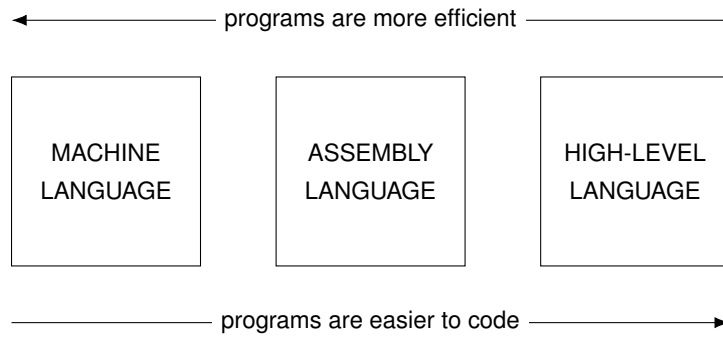 programs are more efficient
MACHINE
LANGUAGE
ASSEMBLY
LANGUAGE
HIGH-LEVEL
LANGUAGE
programs are easier to code